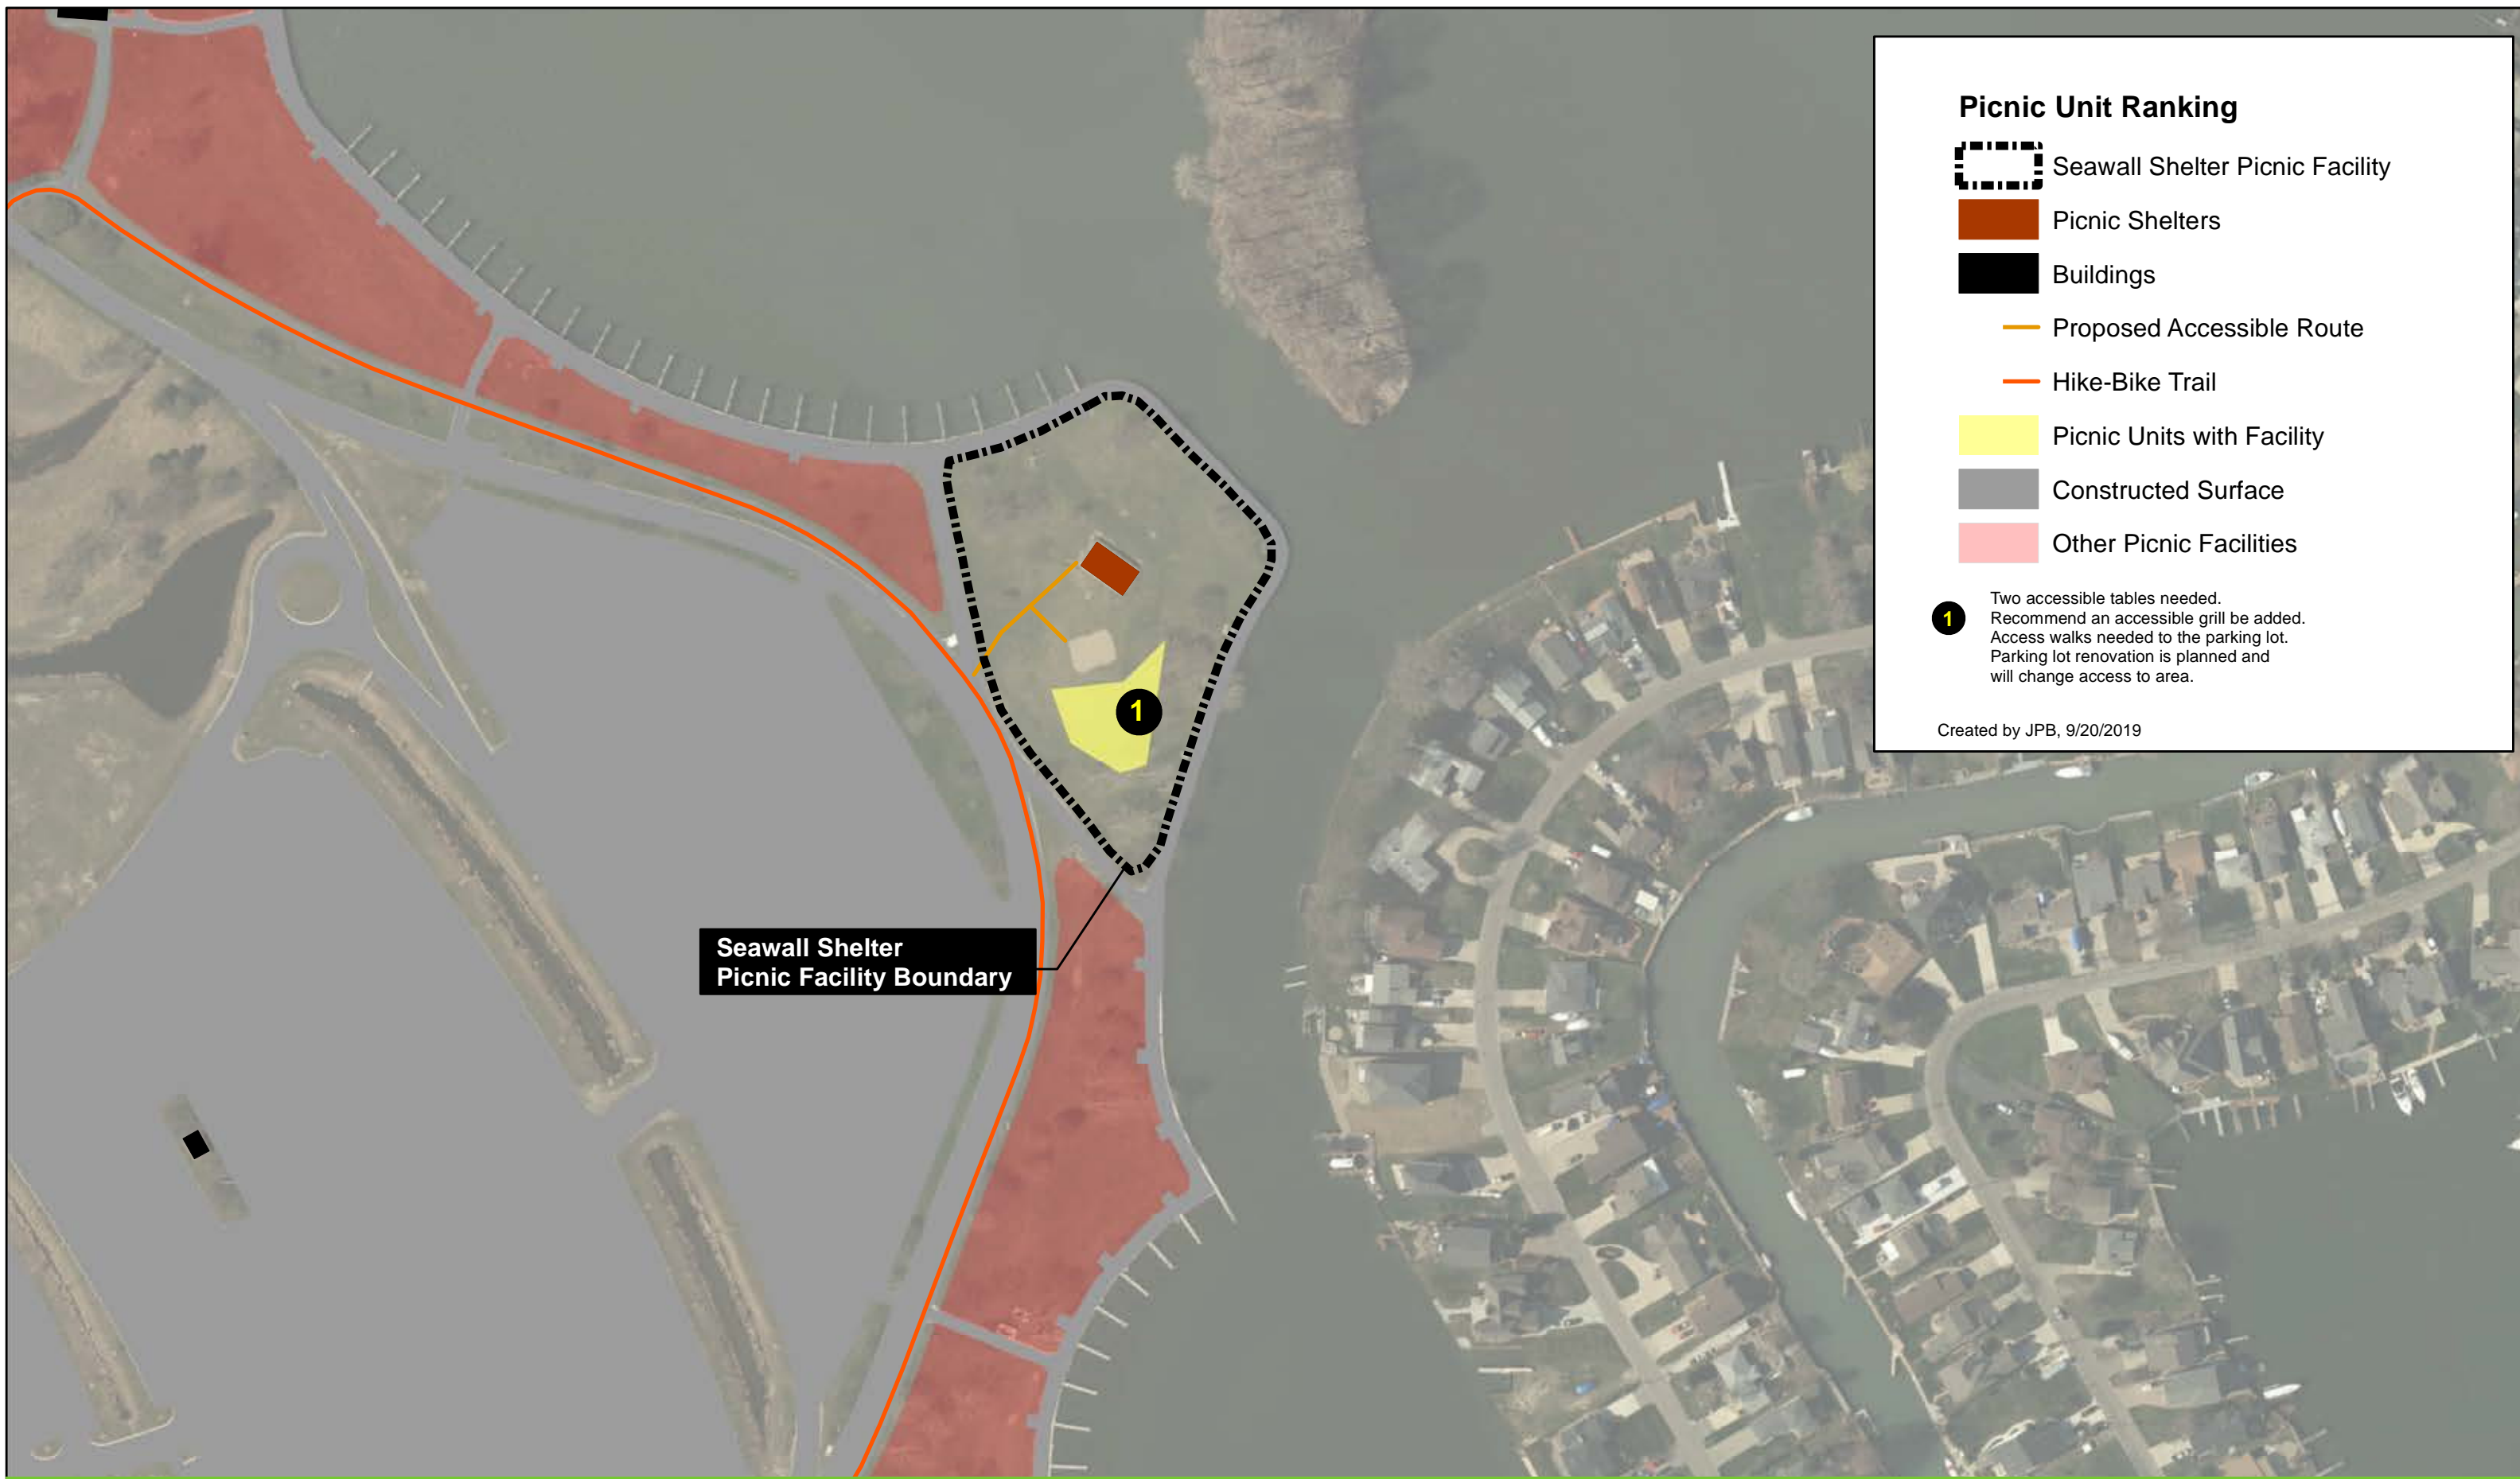 Picnic Unit Ranking
Seawall Shelter Picnic Facility
Picnic Shelters
Buildings
Proposed Accessible Route
Hike-Bike Trail
Picnic Units with Facility
Constructed Surface
Other Picnic Facilities
1
Two accessible tables needed.
Recommend an accessible grill be added.
Access walks needed to the parking lot.
Parking lot renovation is planned and
will change access to area.
Created by JPB, 9/20/2019
1
Seawall Shelter
Picnic Facility Boundary